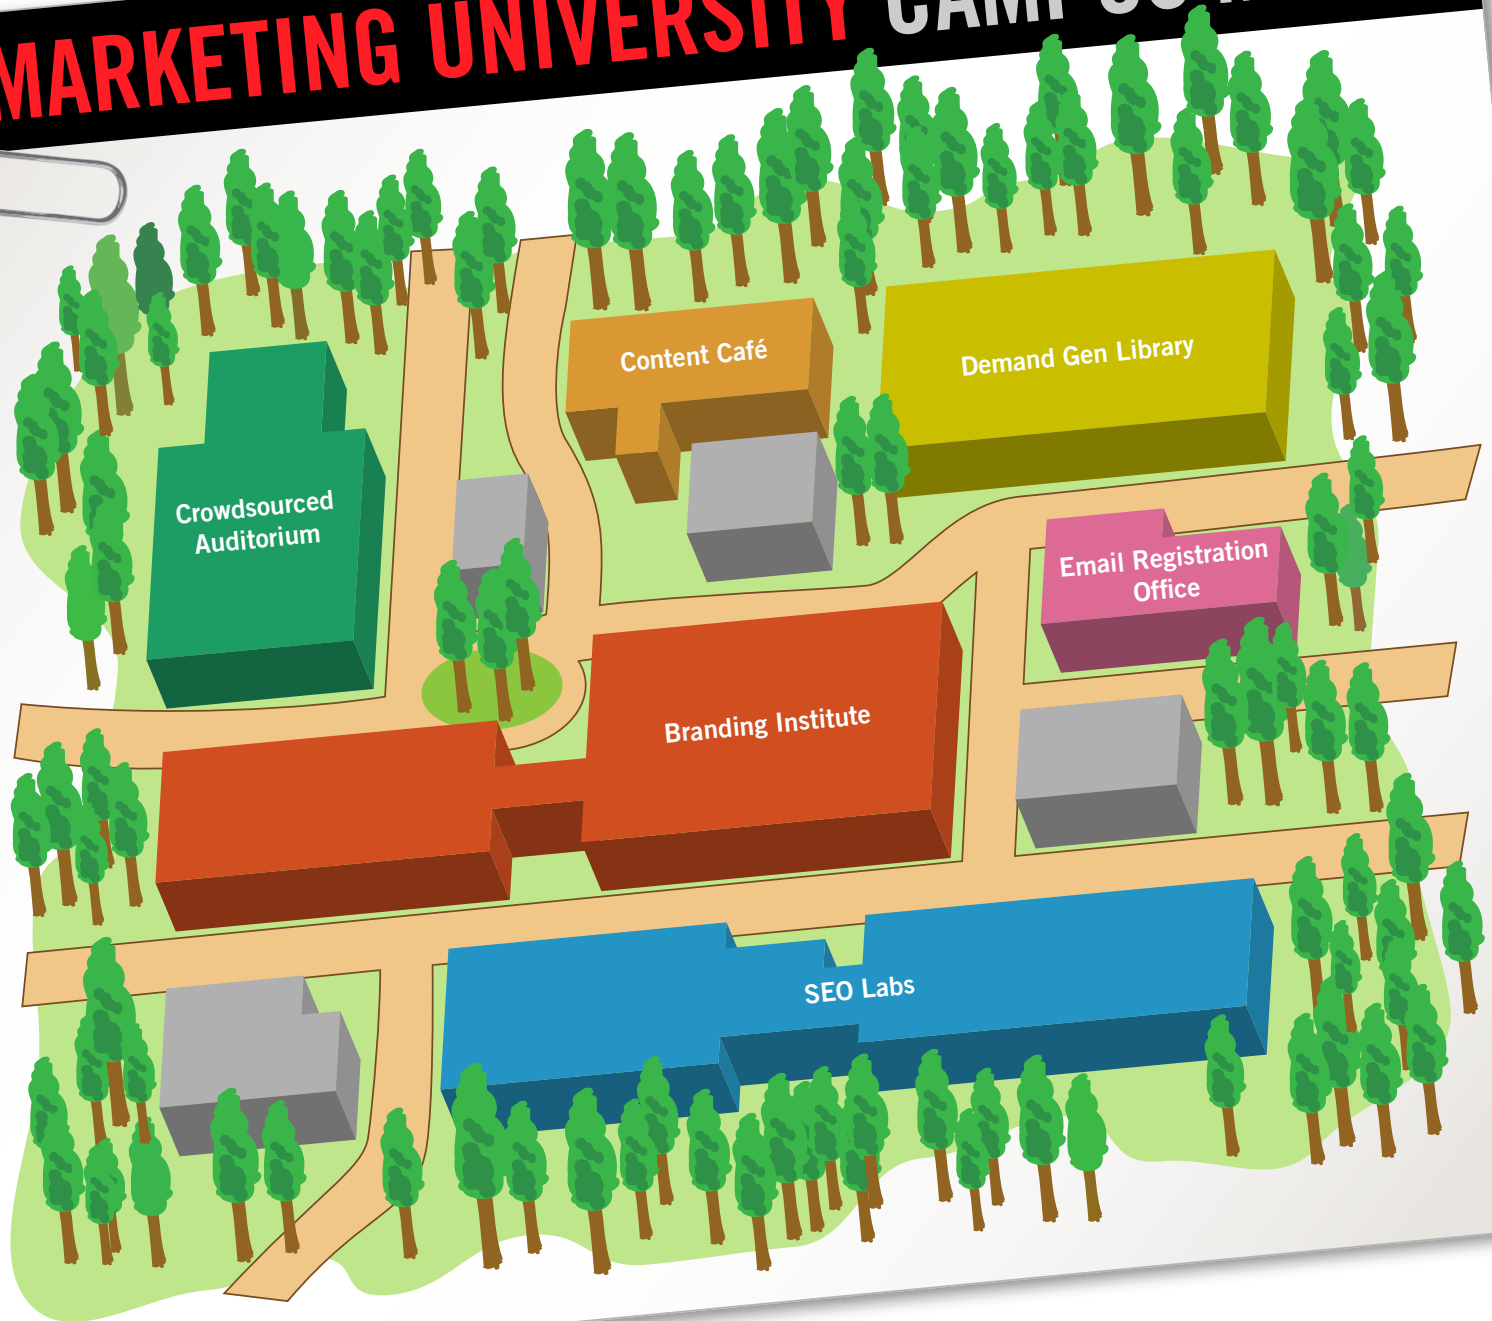 MARKETING UNIVERSITY
Content Café
Demand Gen Library
Crowdsourced
Auditorium
Email Registration
Office
Branding Institute
SEO Labs